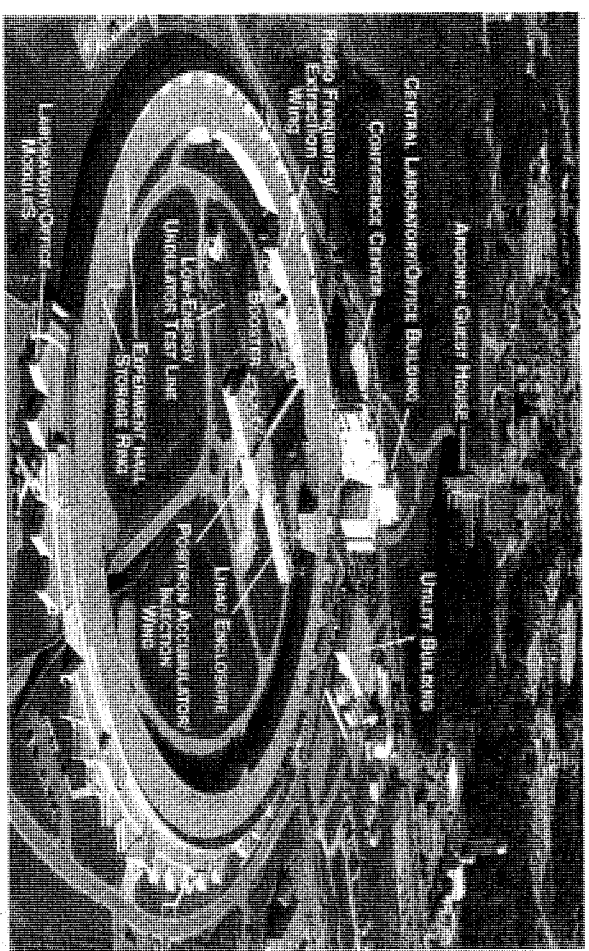 ARGONNE GUEST HOUSE
CENTRAL LABORATORY/OFFICE BUILDING
CONFERENCE CENTER
RADIO FREQUENCY/
EXTRACTION
WING
UTILITY BUILDING
BOOSTER
LOW-ENERGY
UNDULATOR TEST LINE
LINAC ENCLOSURE
POSITRON ACCUMULATOR/
INJECTION
WING
EXPERIMENT HALL
STORAGE RING
LABORATORY/OFFICE
MODULES